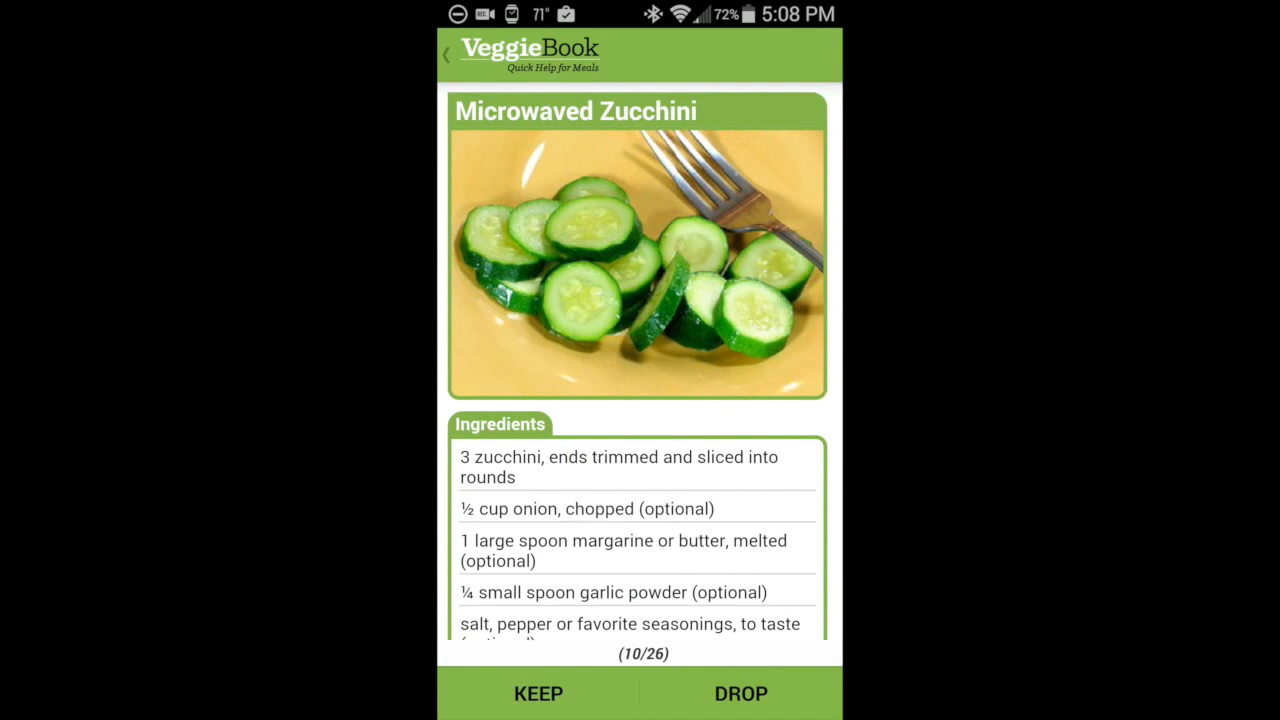 REC 71° 72% 5:08 PM
VeggieBook
Quick Help for Meals
Microwaved Zucchini
Ingredients
3 zucchini, ends trimmed and sliced into
rounds
½ cup onion, chopped (optional)
1 large spoon margarine or butter, melted
(optional)
¼ small spoon garlic powder (optional)
salt, pepper or favorite seasonings, to taste
(10/26)
KEEP DROP